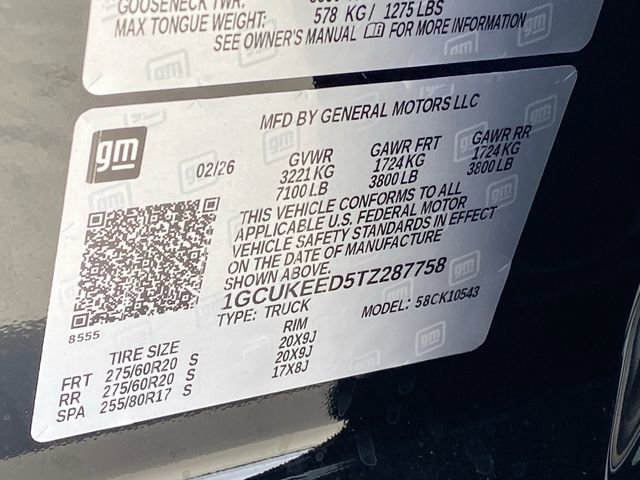 GOOSENECK TWR:
MAX TONGUE WEIGHT: 578 KG / 1275 LBS
SEE OWNER'S MANUAL FOR MORE INFORMATION
gm
MFD BY GENERAL MOTORS LLC
02/26
GVWR GAWR FRT GAWR RR
3221 KG 1724 KG 1724 KG
7100 LB 3800 LB 3800 LB
THIS VEHICLE CONFORMS TO ALL
APPLICABLE U.S. FEDERAL MOTOR
VEHICLE SAFETY STANDARDS IN EFFECT
ON THE DATE OF MANUFACTURE
SHOWN ABOVE.
1GCUKEED5TZ287758
TYPE: TRUCK MODEL: 58CK10543
8555
TIRE SIZE RIM
FRT 275/60R20 S 20X9J
RR 275/60R20 S 20X9J
SPA 255/80R17 S 17X8J